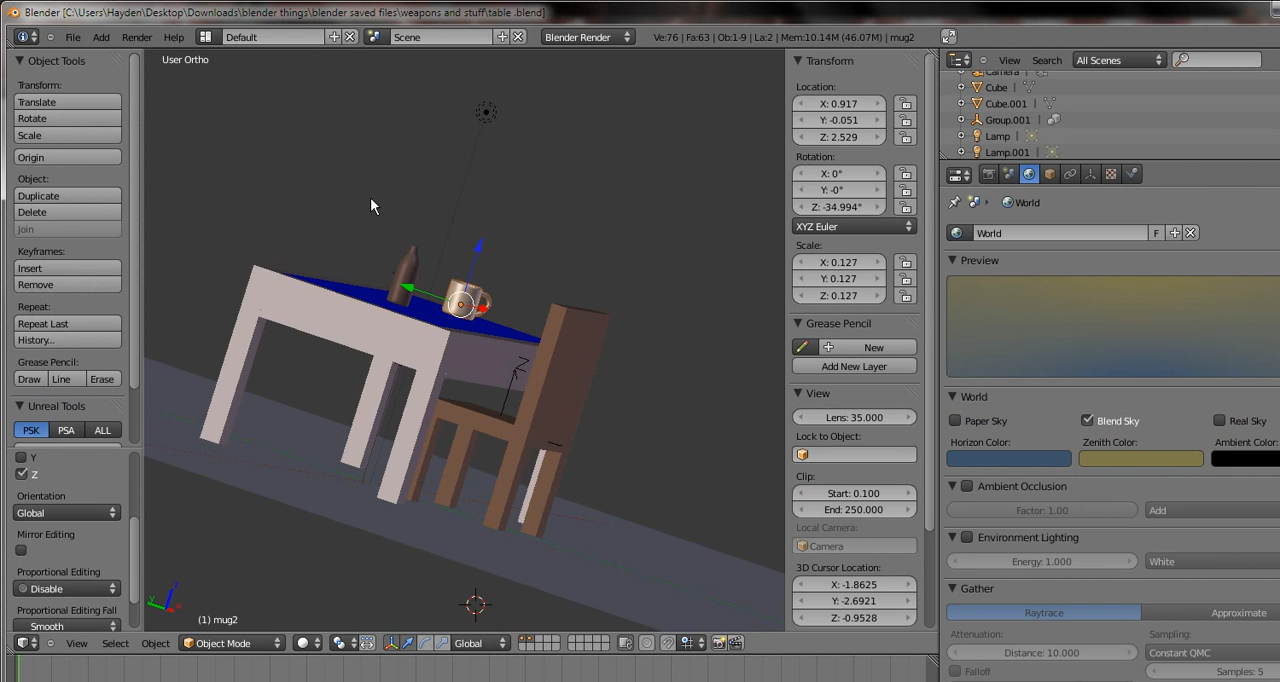 Blender [C:\Users\Hayden\Desktop\Downloads\blender things\blender saved files\weapons and stuff\table .blend]
File Add Render Help Default Scene Blender Render Ve:76 | Fa:63 | Ob:1-9 | La:2 | Mem:10.14M (46.07M) | mug2
Object Tools
Transform:
Translate
Rotate
Scale
Origin
Object:
Duplicate
Delete
Join
Keyframes:
Insert
Remove
Repeat:
Repeat Last
History...
Grease Pencil:
Draw Line Erase
Unreal Tools
PSK PSA ALL
Y
Z
Orientation
Global
Mirror Editing
Proportional Editing
Disable
Proportional Editing Fall
Smooth
User Ortho
Z
(1) mug2
View Select Object Object Mode Global
Transform
Location:
X: 0.917
Y: -0.051
Z: 2.529
Rotation:
X: 0°
Y: -0°
Z: -34.994°
XYZ Euler
Scale:
X: 0.127
Y: 0.127
Z: 0.127
Grease Pencil
New
Add New Layer
View
Lens: 35.000
Lock to Object:
Clip:
Start: 0.100
End: 250.000
Local Camera:
Camera
3D Cursor Location:
X: -1.8625
Y: -2.6921
Z: -0.9528
View Search All Scenes
Camera
Cube
Cube.001
Group.001
Lamp
Lamp.001
World
World F
Preview
World
Paper Sky Blend Sky Real Sky
Horizon Color: Zenith Color: Ambient Color:
Ambient Occlusion
Factor: 1.00 Add
Environment Lighting
Energy: 1.000 White
Gather
Raytrace Approximate
Attenuation: Sampling:
Distance: 10.000 Constant QMC
Falloff Samples: 5